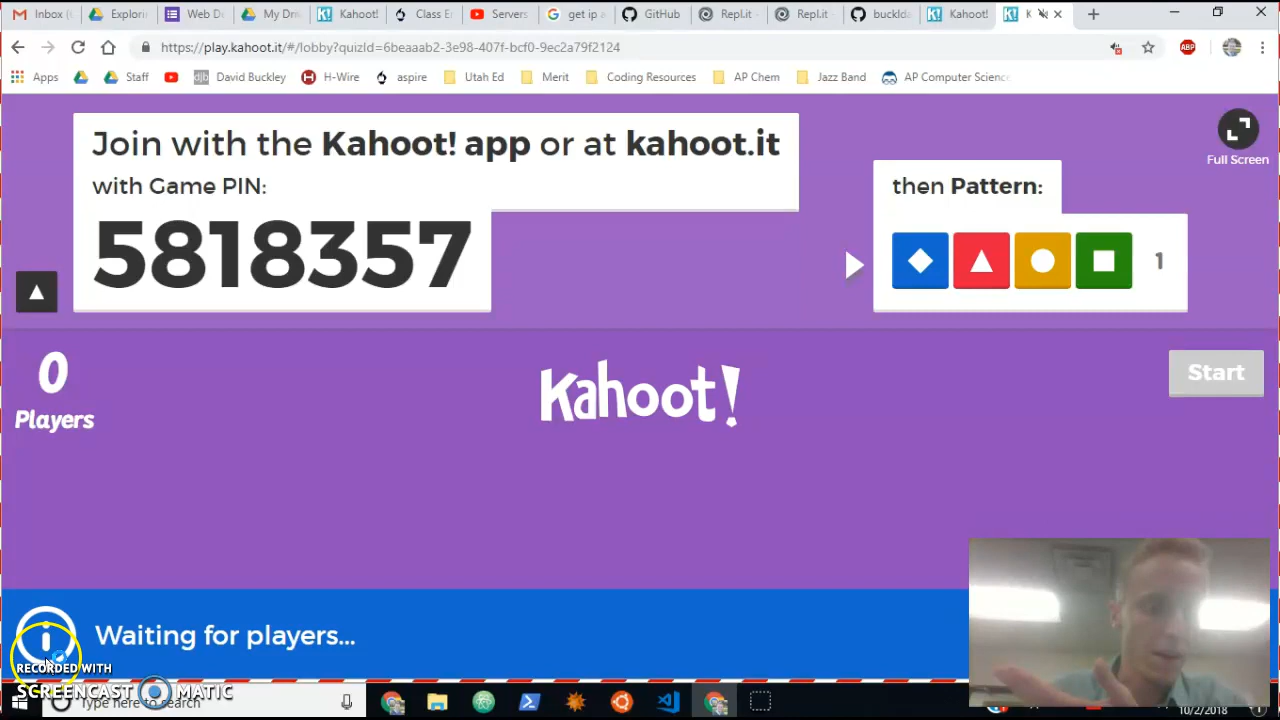 Inbox (
Explori
Web D
My Dri
Kahoot!
Class E
Servers
get ip a
GitHub
Repl.it -
Repl.it -
bucklda
Kahoot!
K
https://play.kahoot.it/#/lobby?quizId=6beaaab2-3e98-407f-bcf0-9ec2a79f2124
ABP
Apps
Staff
djb David Buckley
H-Wire
aspire
Utah Ed
Merit
Coding Resources
AP Chem
Jazz Band
AP Computer Science
Join with the Kahoot! app or at kahoot.it
with Game PIN:
5818357
then Pattern:
1
Full Screen
0
Players
Kahoot!
Start
Waiting for players...
RECORDED WITH
SCREENCAST MATIC
Type here to search
10/2/2018